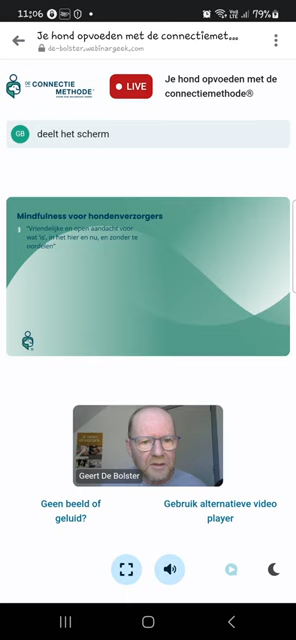 11:06
79%
Je hond opvoeden met de connectiemet...
de-bolster.webinargeek.com
DE CONNECTIE
METHODE®
LIVE
Je hond opvoeden met de
connectiemethode®
GB deelt het scherm
Mindfulness voor hondenverzorgers
"Vriendelijke en open aandacht voor
wat 'is', in het hier en nu, en zonder te
oordelen"
Geert De Bolster
Geen beeld of
geluid?
Gebruik alternatieve video
player